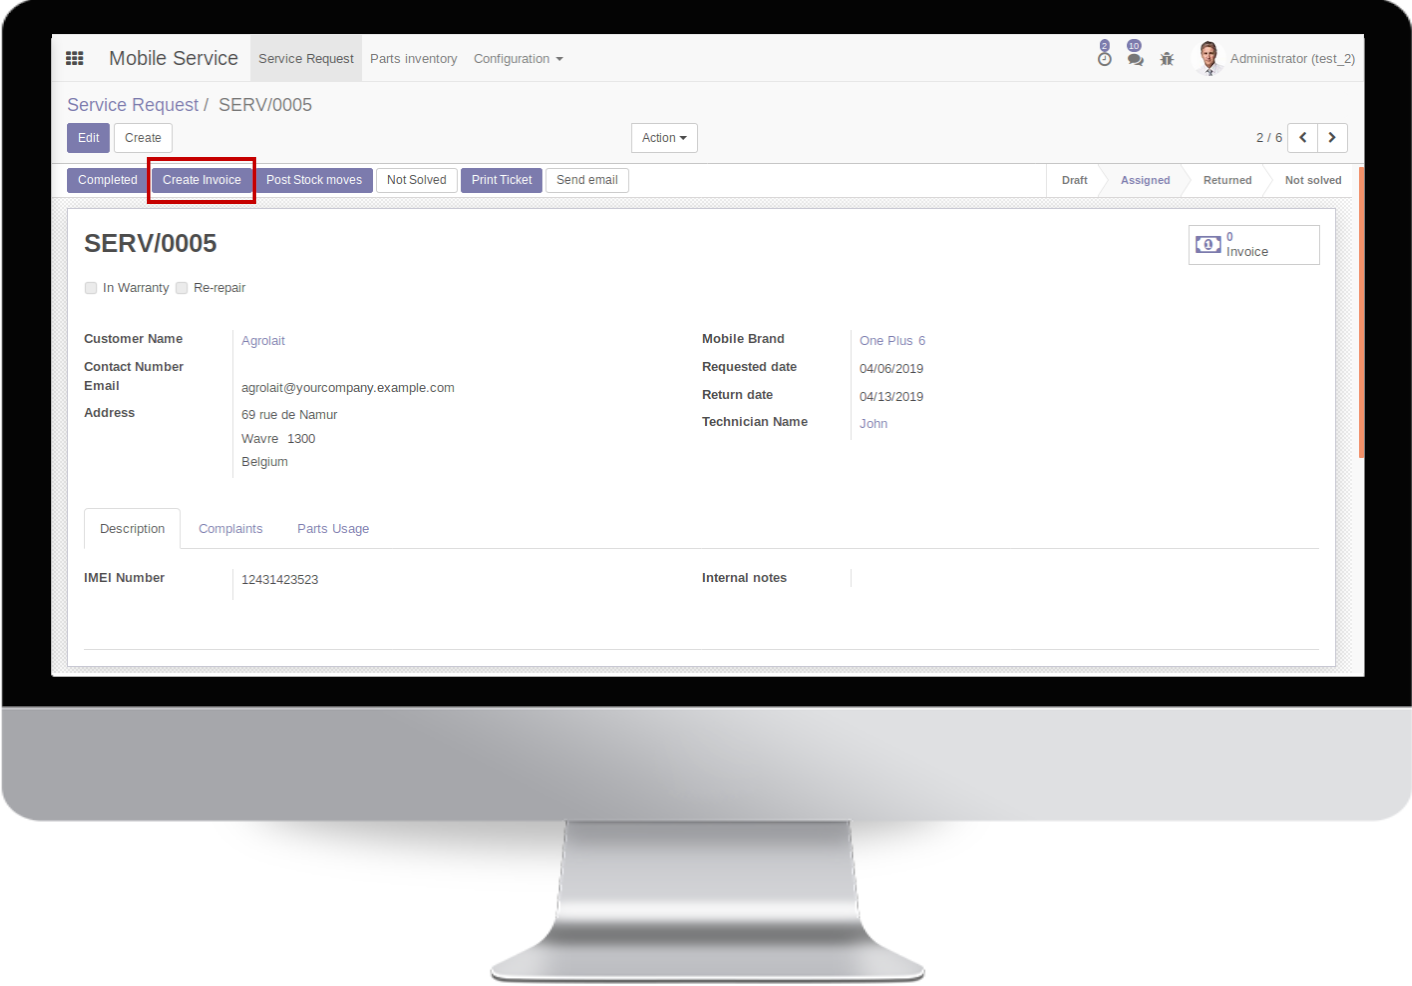 2 10
Mobile Service Service Request Parts inventory Configuration Administrator (test_2)
Service Request / SERV/0005
Edit Create Action 2 / 6
Completed Create Invoice Post Stock moves Not Solved Print Ticket Send email Draft Assigned Returned Not solved
SERV/0005
1 0
Invoice
In Warranty Re-repair
Customer Name Agrolait Mobile Brand One Plus 6
Contact Number Requested date 04/06/2019
Email agrolait@yourcompany.example.com Return date 04/13/2019
Address 69 rue de Namur Technician Name John
Wavre 1300
Belgium
Description Complaints Parts Usage
IMEI Number 12431423523 Internal notes